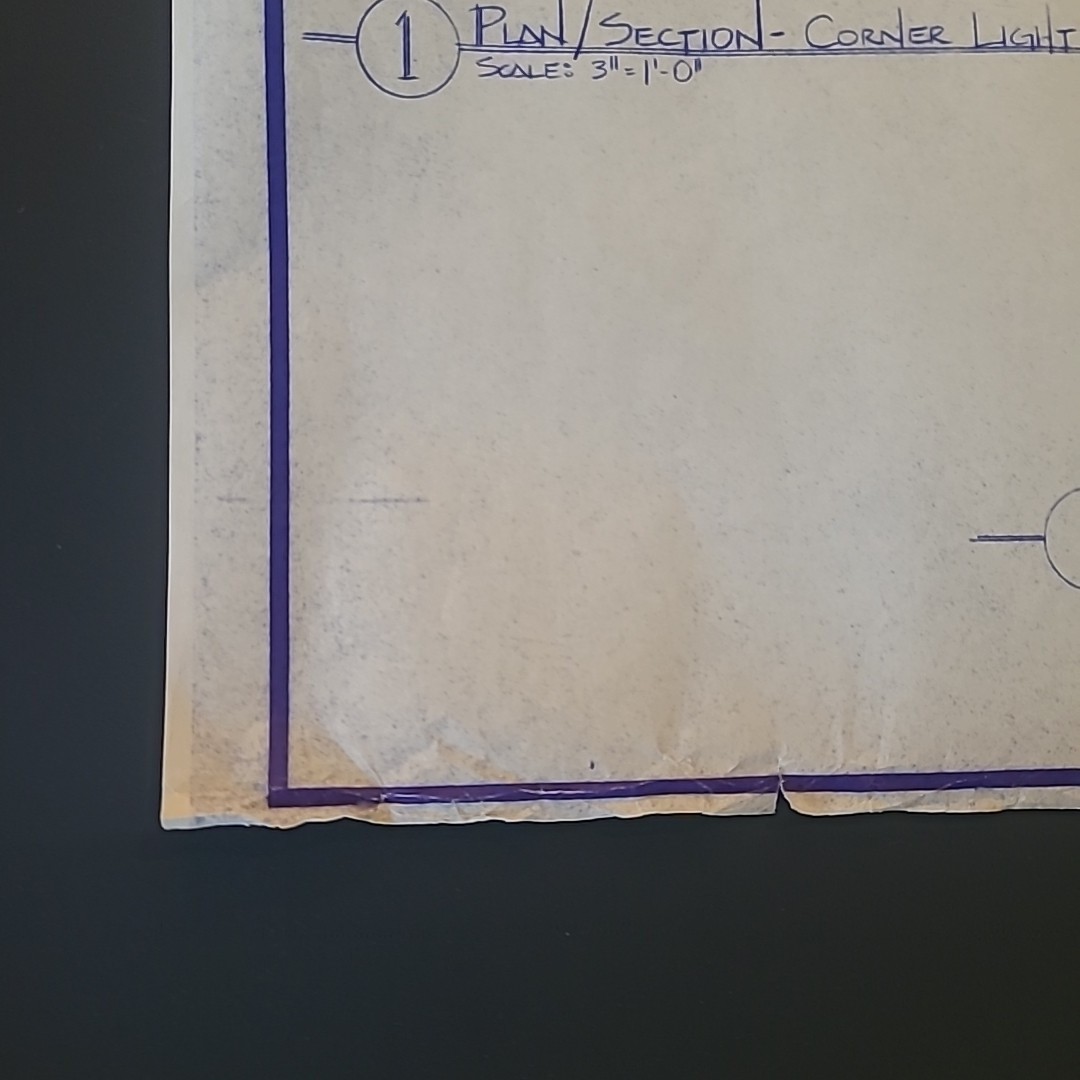 1
PLAN/SECTION- CORNER LIGHT
SCALE: 3"=1'-0"